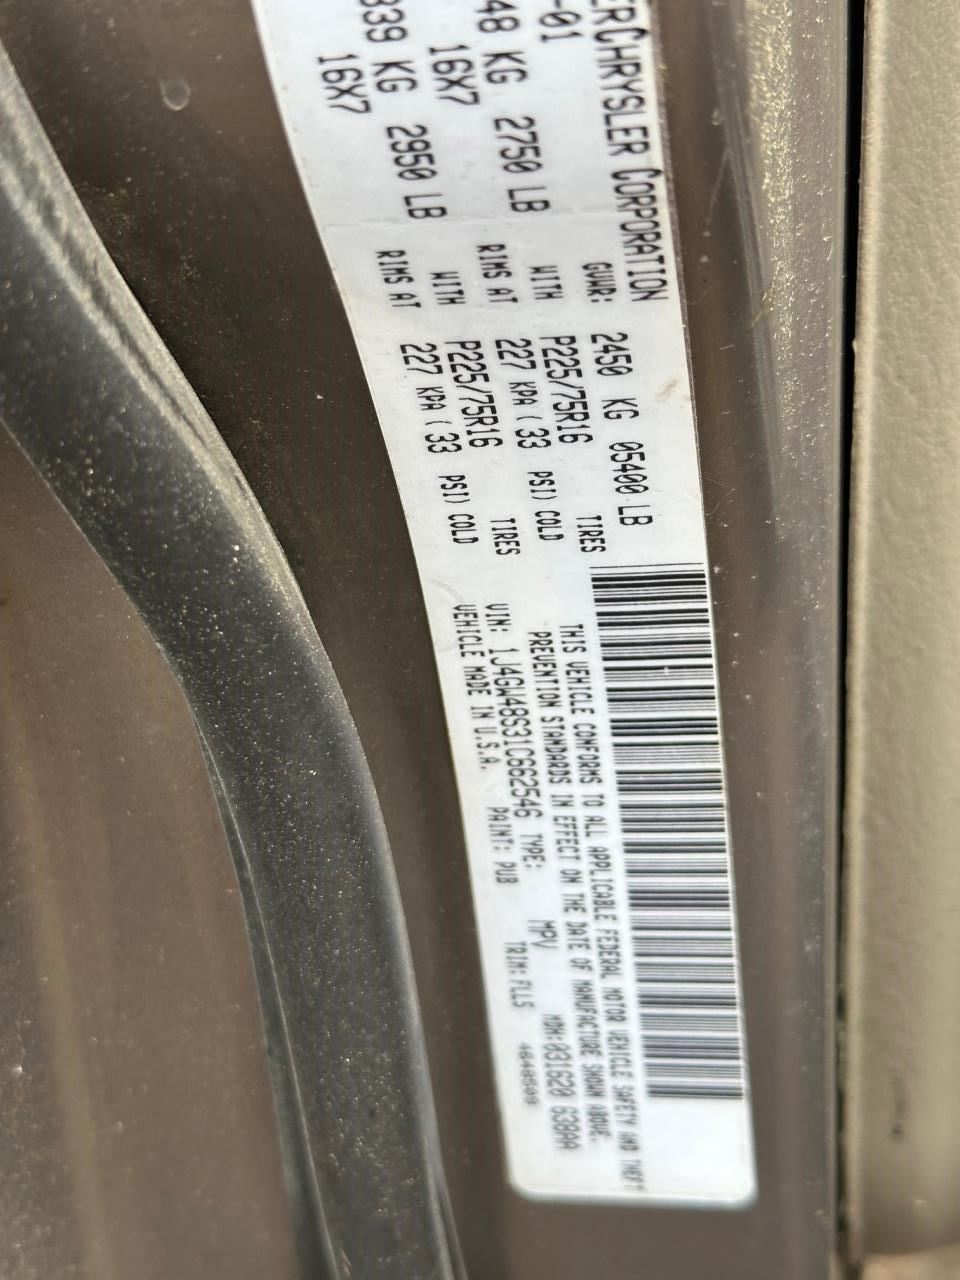 ERCHRYSLER CORPORATION
-01 GVWR: 2450 KG 05400 LB
48 KG 2750 LB WITH P225/75R16 TIRES
16X7 RIMS AT 227 KPA ( 33 PSI) COLD
339 KG 2950 LB WITH P225/75R16 TIRES
16X7 RIMS AT 227 KPA ( 33 PSI) COLD
THIS VEHICLE CONFORMS TO ALL APPLICABLE FEDERAL MOTOR VEHICLE SAFETY AND THEFT
PREVENTION STANDARDS IN EFFECT ON THE DATE OF MANUFACTURE SHOWN ABOVE.
VIN: 1J4GW48S31C662546 TYPE: MPV MDH: 031620 638AA
VEHICLE MADE IN U.S.A. PAINT: PUB TRIM: FLL5